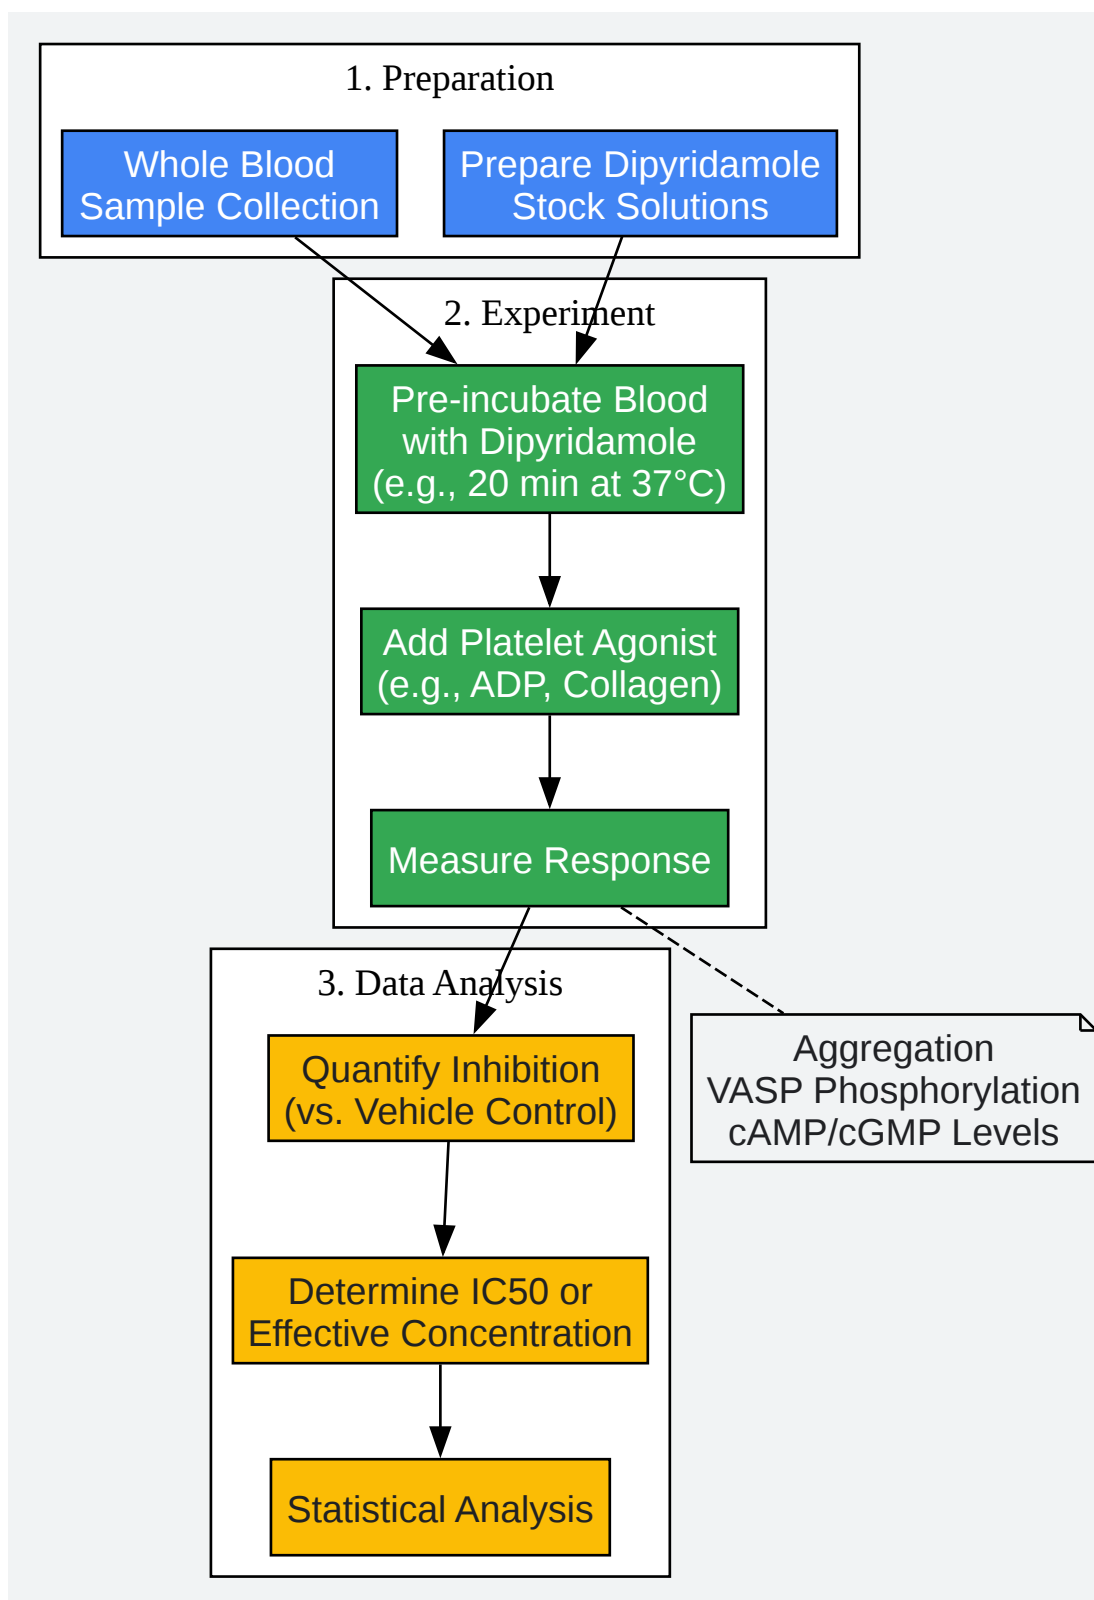 1. Preparation
Whole Blood
Sample Collection
Prepare Dipyridamole
Stock Solutions
2. Experiment
Pre-incubate Blood
with Dipyridamole
(e.g., 20 min at 37°C)
Add Platelet Agonist
(e.g., ADP, Collagen)
Measure Response
3. Data Analysis
Quantify Inhibition
(vs. Vehicle Control)
Aggregation
VASP Phosphorylation
cAMP/cGMP Levels
Determine IC50 or
Effective Concentration
Statistical Analysis